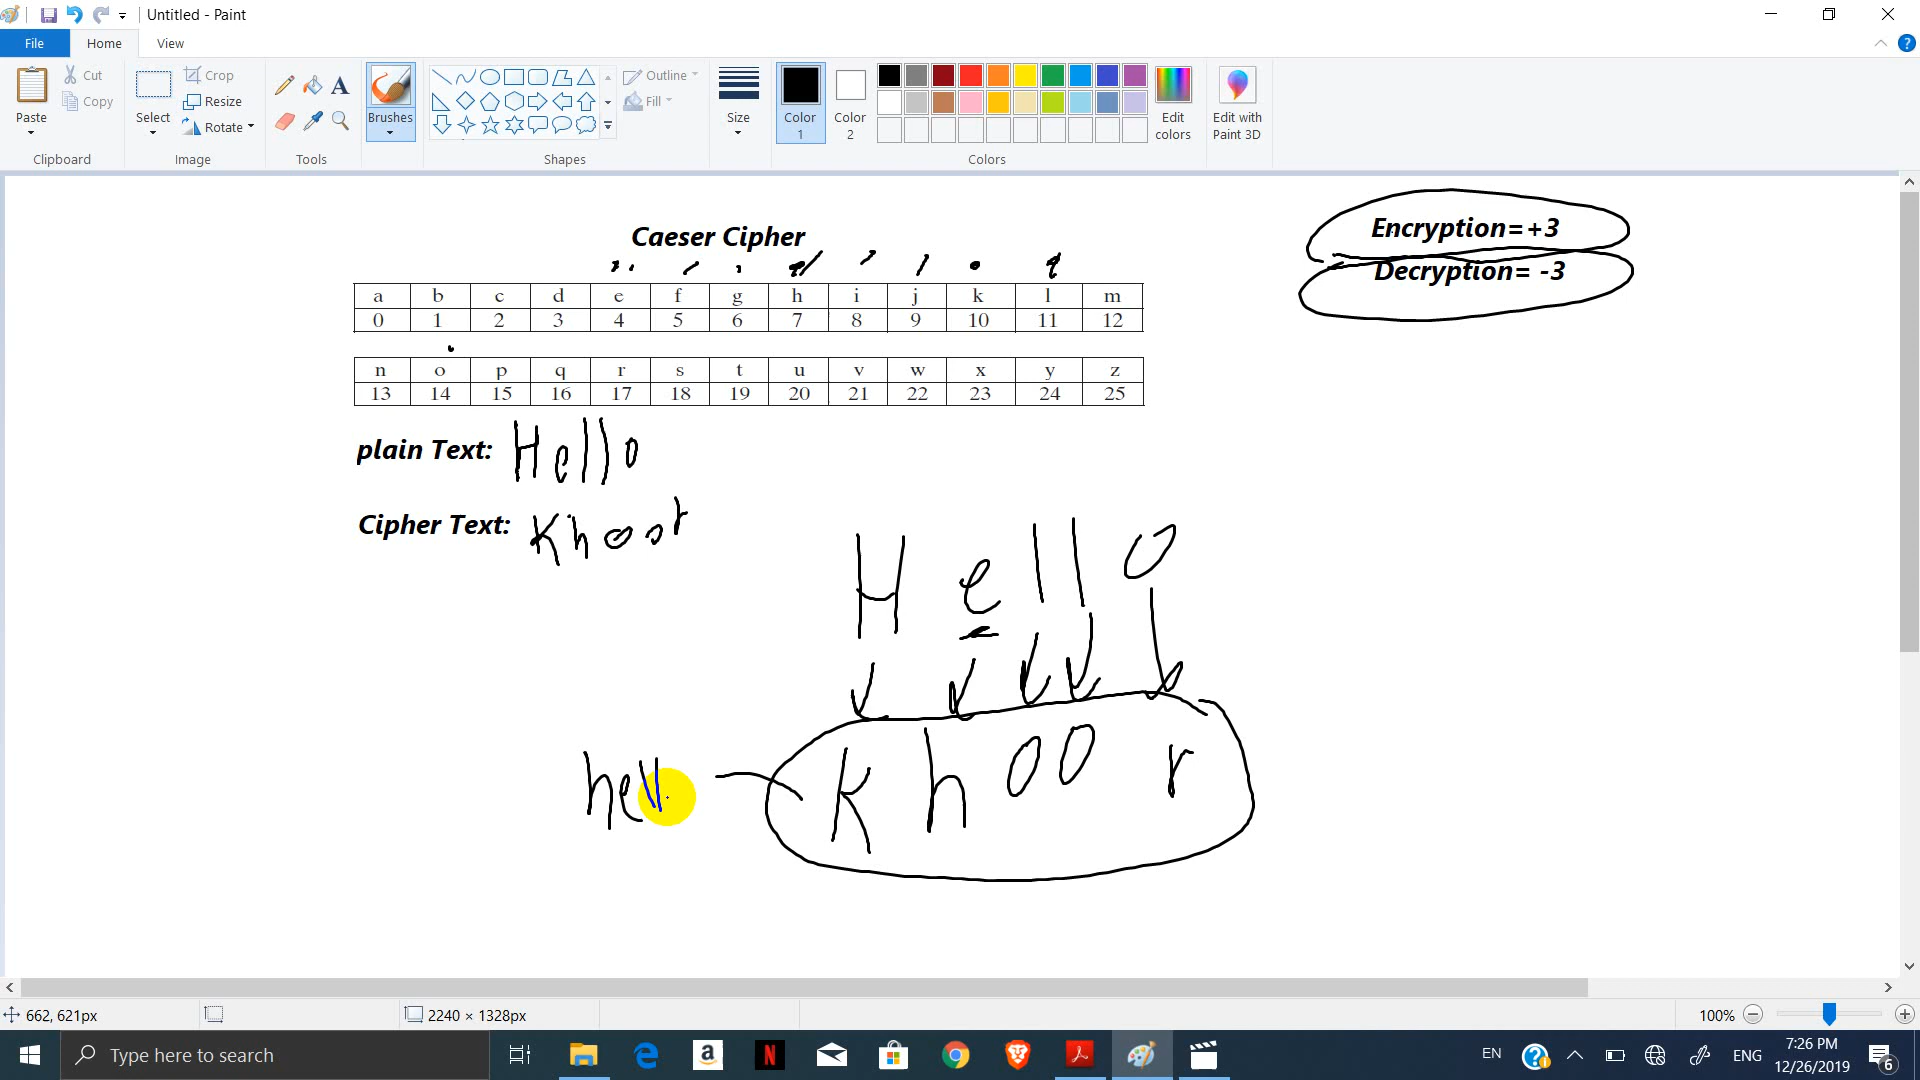 Untitled - Paint
File Home View
Paste Cut Copy Select Crop Resize Rotate Brushes Outline Fill Size Color 1 Color 2 Edit colors Edit with Paint 3D
Clipboard Image Tools Shapes Colors
Encryption=+3
Caeser Cipher
Decryption= -3
a b c d e f g h i j k l m
0 1 2 3 4 5 6 7 8 9 10 11 12
n o p q r s t u v w x y z
13 14 15 16 17 18 19 20 21 22 23 24 25
plain Text: Hello
Cipher Text: Khoor
Hello
khoor
hell
662, 621px 2240 × 1328px 100%
Type here to search EN ENG 7:26 PM
12/26/2019 6